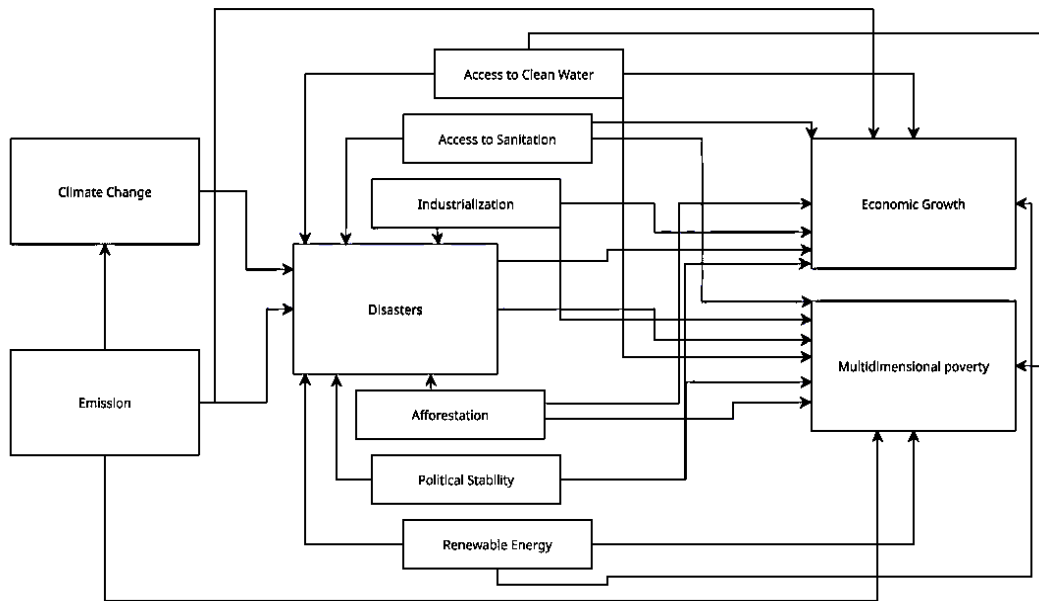 Access to Clean Water
Access to Sanitation
Climate Change
Industrialization
Economic Growth
Disasters
Multidimensional poverty
Emission
Afforestation
Political Stability
Renewable Energy